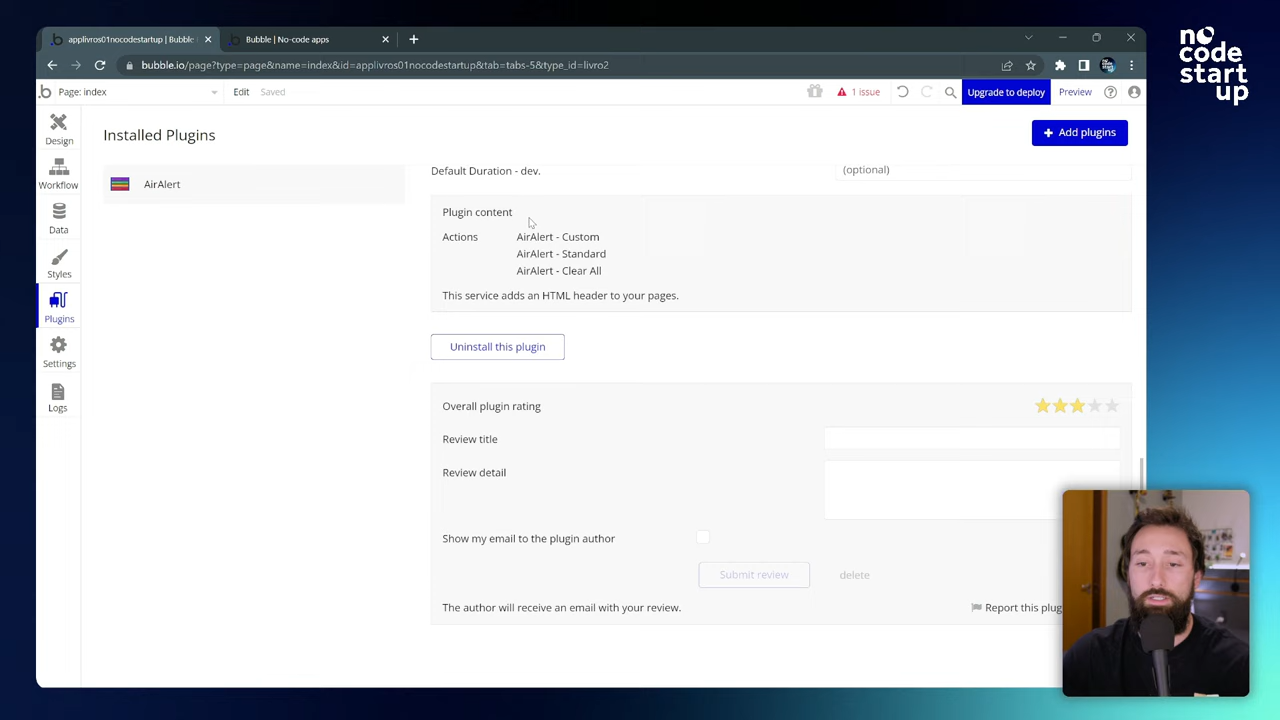 applivros01nocodestartup | Bubble
Bubble | No-code apps
bubble.io/page?type=page&name=index&id=applivros01nocodestartup&tab=tabs-5&type_id=livro2
no
code
start
up
Page: index
Edit
Saved
1 issue
Upgrade to deploy
Preview
Design
Workflow
Data
Styles
Plugins
Settings
Logs
Installed Plugins
Add plugins
AirAlert
Default Duration - dev.
(optional)
Plugin content
Actions
AirAlert - Custom
AirAlert - Standard
AirAlert - Clear All
This service adds an HTML header to your pages.
Uninstall this plugin
Overall plugin rating
Review title
Review detail
Show my email to the plugin author
Submit review
delete
The author will receive an email with your review.
Report this plug